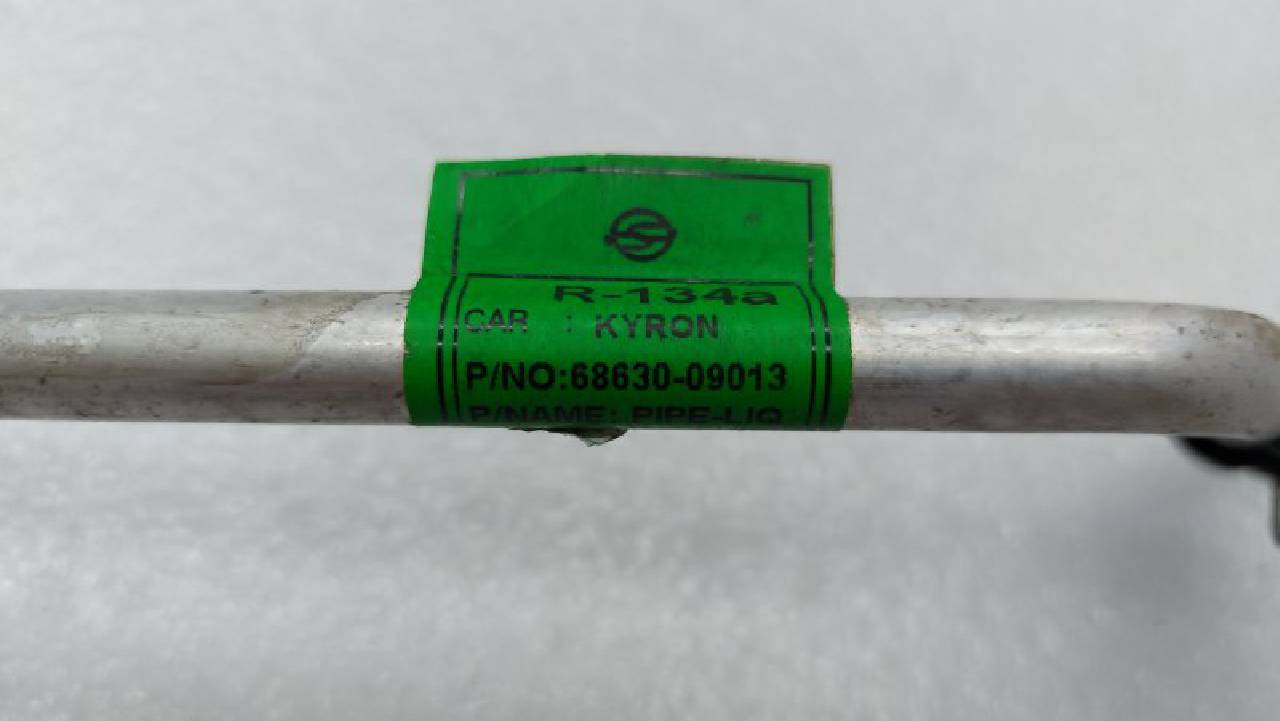 R-134a
CAR : KYRON
P/NO:68630-09013
P/NAME: PIPE-LIQ